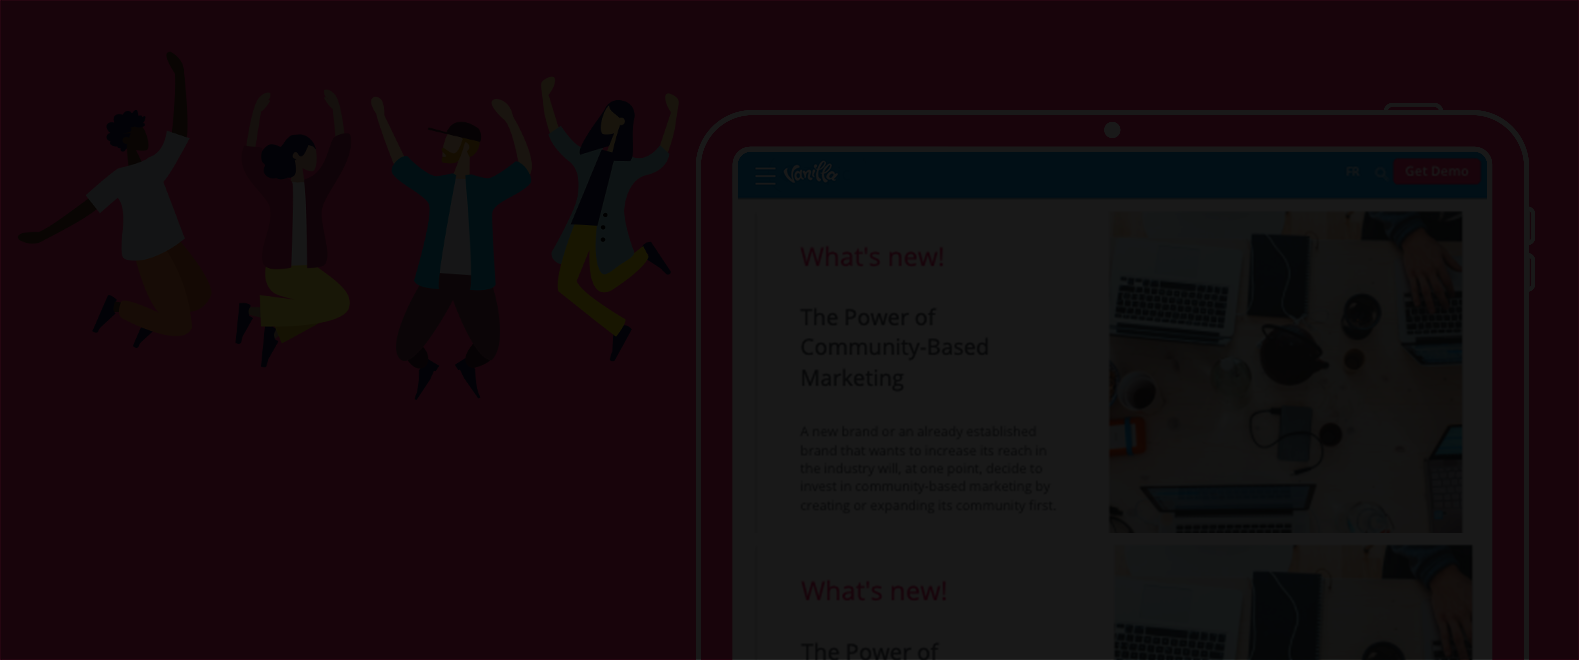 Vanilla
FR
Get Demo
What's new!
The Power of
Community-Based
Marketing
A new brand or an already established
brand that wants to increase its reach in
the industry will, at one point, decide to
invest in community-based marketing by
creating or expanding its community first.
What's new!
The Power of